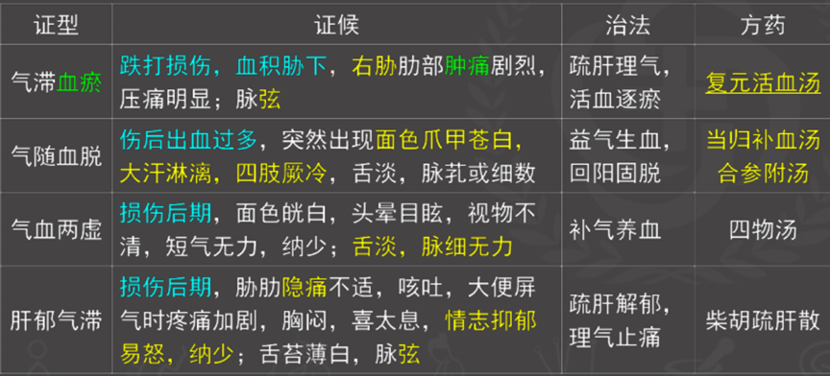 证型 证候 治法 方药
气滞血瘀 跌打损伤，血积胁下，右胁肋部肿痛剧烈， 疏肝理气， 复元活血汤
压痛明显；脉弦 活血逐瘀
气随血脱 伤后出血过多，突然出现面色爪甲苍白， 益气生血， 当归补血汤
大汗淋漓，四肢厥冷，舌淡，脉芤或细数 回阳固脱 合参附汤
气血两虚 损伤后期，面色㿠白，头晕目眩，视物不 补气养血 四物汤
清，短气无力，纳少；舌淡，脉细无力
肝郁气滞 损伤后期，胁肋隐痛不适，咳吐，大便屏 疏肝解郁， 柴胡疏肝散
气时疼痛加剧，胸闷，喜太息，情志抑郁 理气止痛
易怒，纳少；舌苔薄白，脉弦